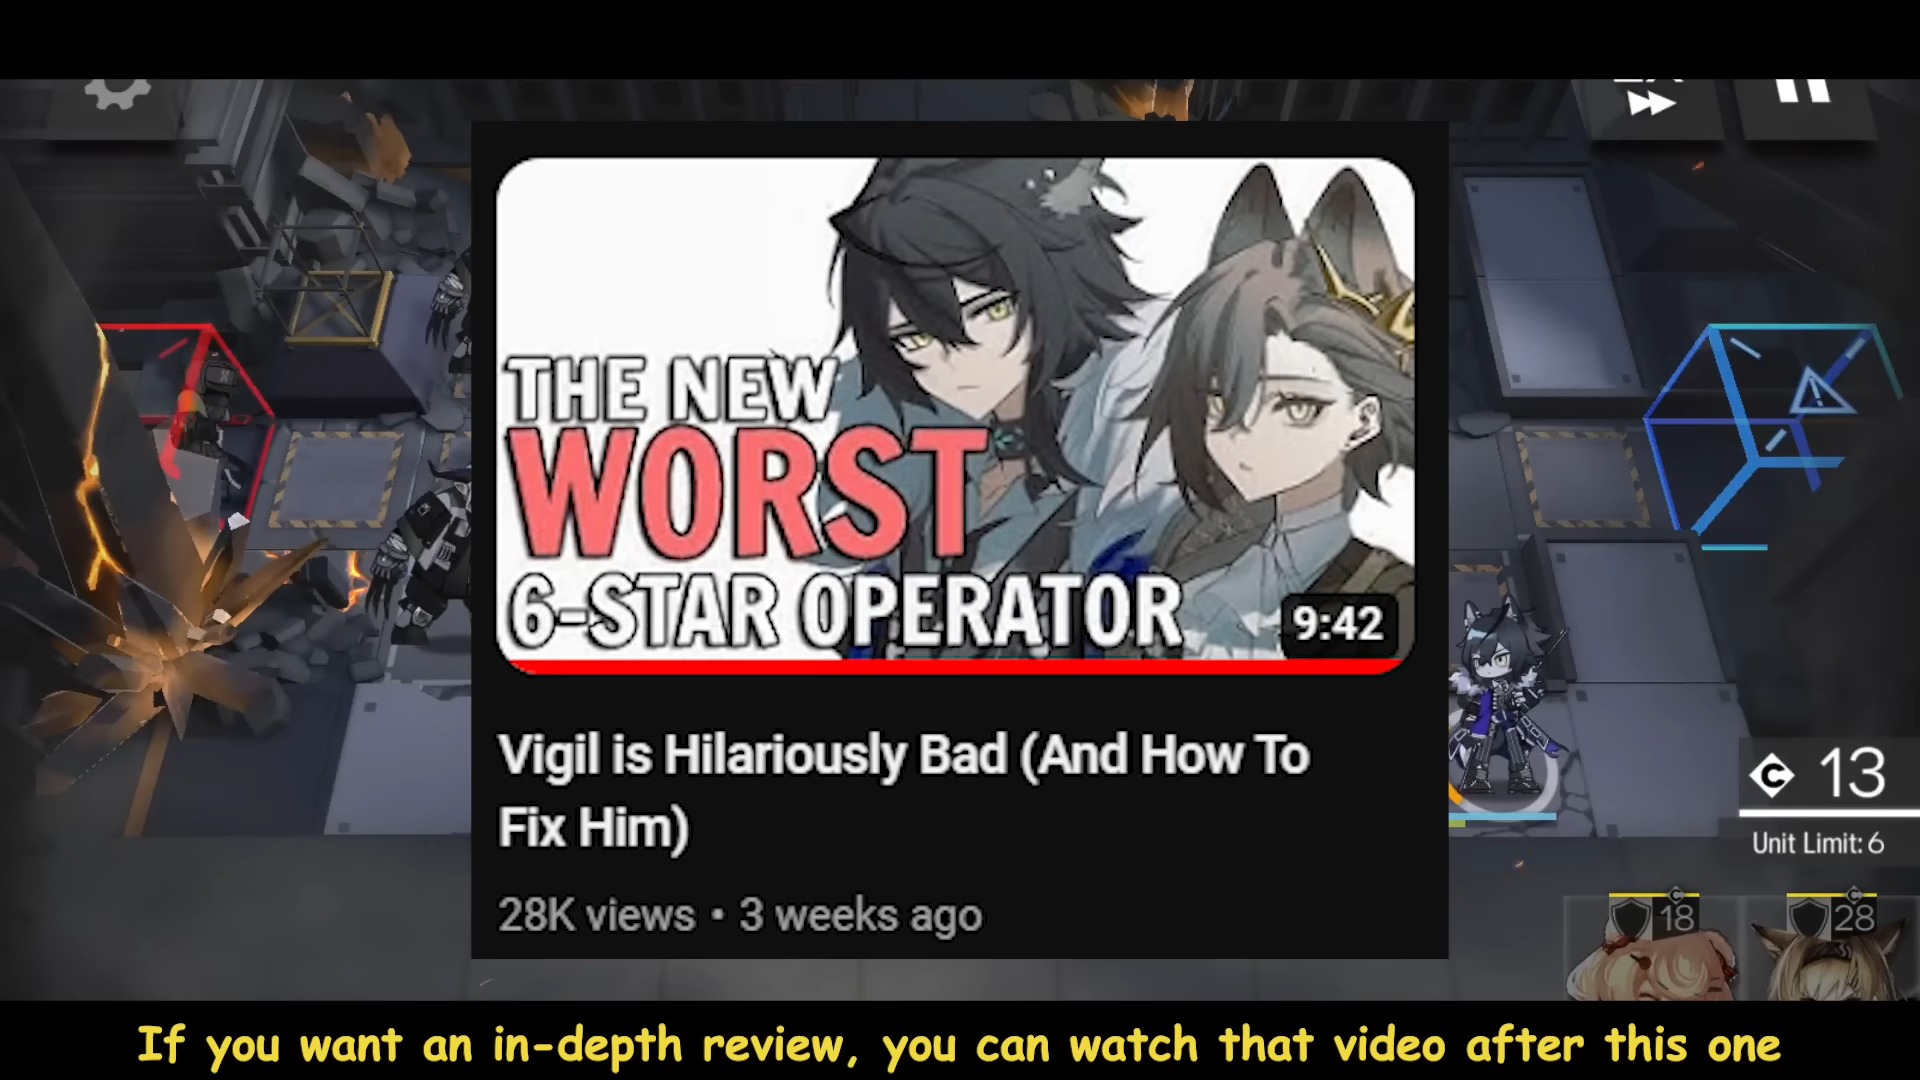 THE NEW
WORST
6-STAR OPERATOR
9:42
Vigil is Hilariously Bad (And How To
Fix Him)
28K views • 3 weeks ago
13
Unit Limit: 6
18
28
If you want an in-depth review, you can watch that video after this one